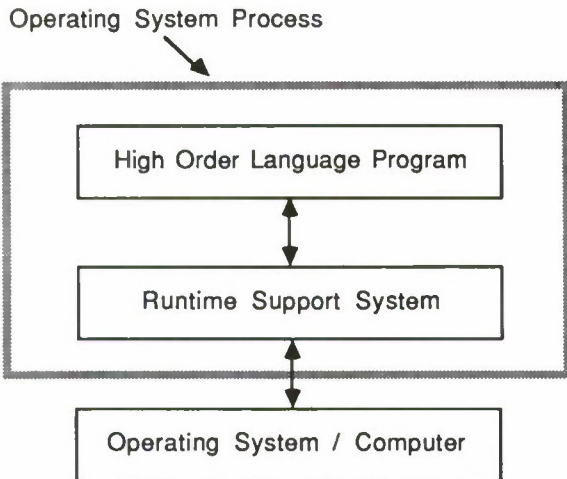 Operating System Process
High Order Language Program
Runtime Support System
Operating System / Computer